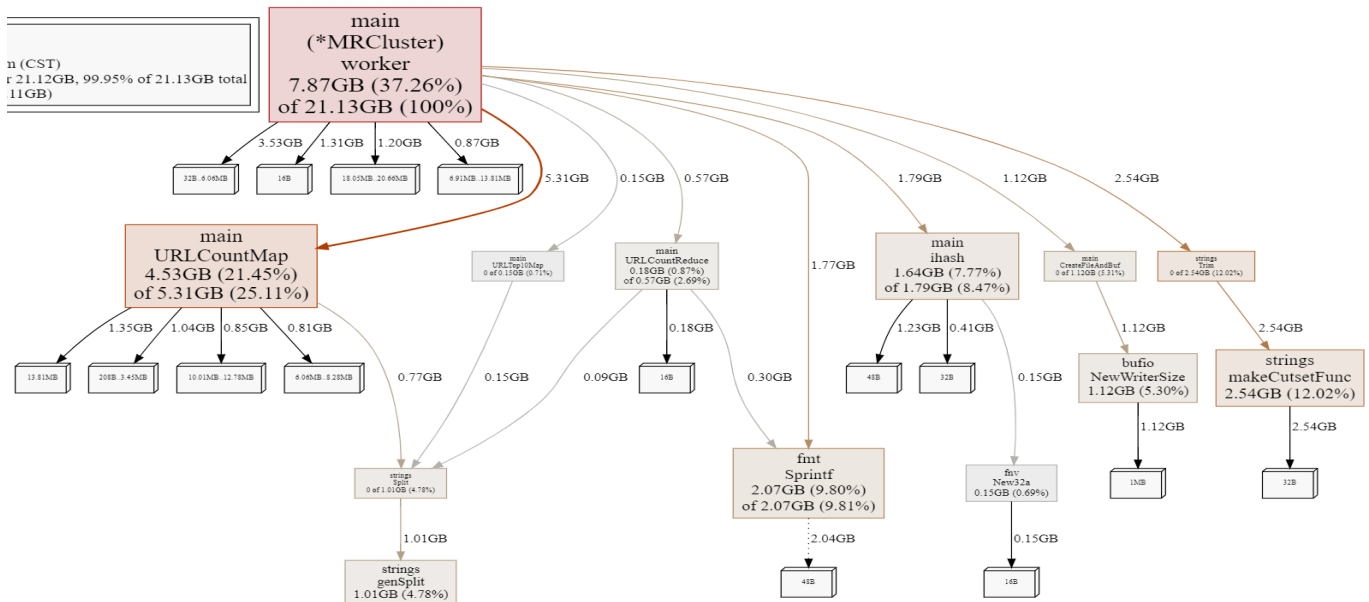 m (CST)
r 21.12GB, 99.95% of 21.13GB total
.11GB)
main
(*MRCluster)
worker
7.87GB (37.26%)
of 21.13GB (100%)
3.53GB
1.31GB
1.20GB
0.87GB
5.31GB
0.15GB
0.57GB
1.77GB
1.79GB
1.12GB
2.54GB
32B..6.06MB
16B
18.05MB..20.66MB
6.91MB..13.81MB
main
URLCountMap
4.53GB (21.45%)
of 5.31GB (25.11%)
main
URLTop10Map
0 of 0.15GB (0.71%)
main
URLCountReduce
0.18GB (0.87%)
of 0.57GB (2.69%)
main
ihash
1.64GB (7.77%)
of 1.79GB (8.47%)
main
CreateFileAndBuf
0 of 1.12GB (5.31%)
strings
Trim
0 of 2.54GB (12.02%)
1.35GB
1.04GB
0.85GB
0.81GB
0.77GB
0.15GB
0.09GB
0.18GB
0.30GB
1.23GB
0.41GB
0.15GB
1.12GB
2.54GB
13.81MB
208B..3.45MB
10.01MB..12.78MB
6.06MB..8.28MB
16B
48B
32B
bufio
NewWriterSize
1.12GB (5.30%)
strings
makeCutsetFunc
2.54GB (12.02%)
strings
Split
0 of 1.01GB (4.78%)
fmt
Sprintf
2.07GB (9.80%)
of 2.07GB (9.81%)
fnv
New32a
0.15GB (0.69%)
1.12GB
2.54GB
1MB
32B
1.01GB
2.04GB
0.15GB
strings
genSplit
1.01GB (4.78%)
48B
16B